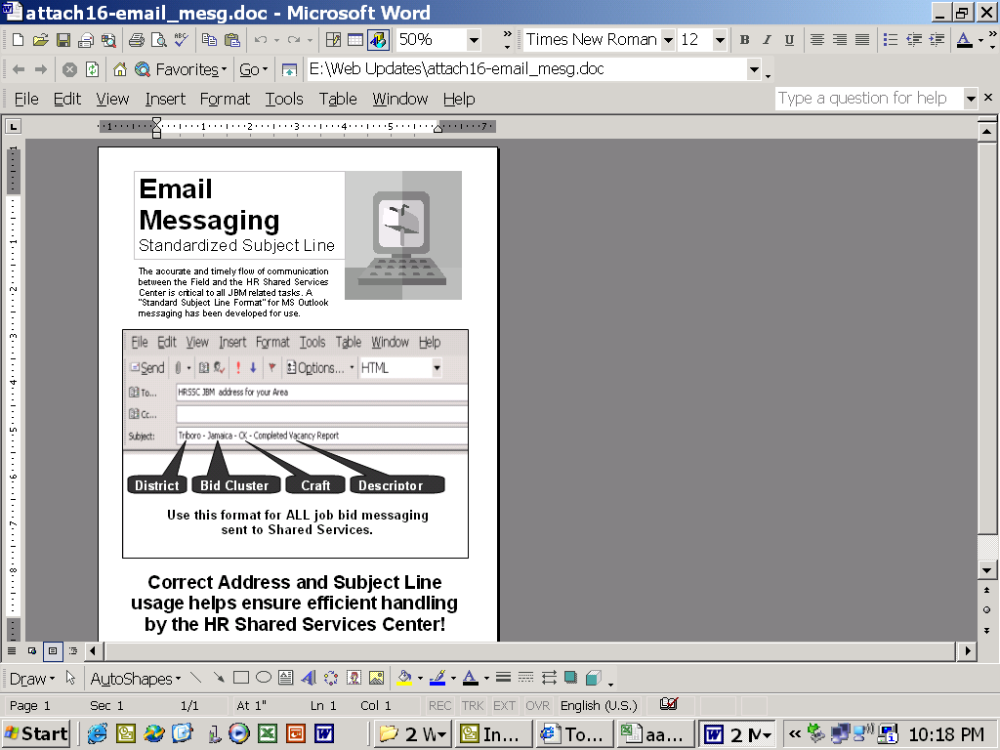 attach16-email_mesg.doc - Microsoft Word
50% Times New Roman 12 B I U A
Favorites Go E:\Web Updates\attach16-email_mesg.doc
File Edit View Insert Format Tools Table Window Help Type a question for help
1 1 2 3 4 5 7
Email
Messaging
Standardized Subject Line
The accurate and timely flow of communication
between the Field and the HR Shared Services
Center is critical to all JBM related tasks. A
"Standard Subject Line Format" for MS Outlook
messaging has been developed for use.
File Edit View Insert Format Tools Table Window Help
Send Options... HTML
To... HRSSC JBM address for your Area
Cc...
Subject: Triboro - Jamaica - CK - Completed Vacancy Report
District Bid Cluster Craft Descriptor
Use this format for ALL job bid messaging
sent to Shared Services.
Correct Address and Subject Line
usage helps ensure efficient handling
by the HR Shared Services Center!
Draw AutoShapes A
Page 1 Sec 1 1/1 At 1" Ln 1 Col 1 REC TRK EXT OVR English (U.S.)
Start 2 W In... To... aa... 2 M 10:18 PM